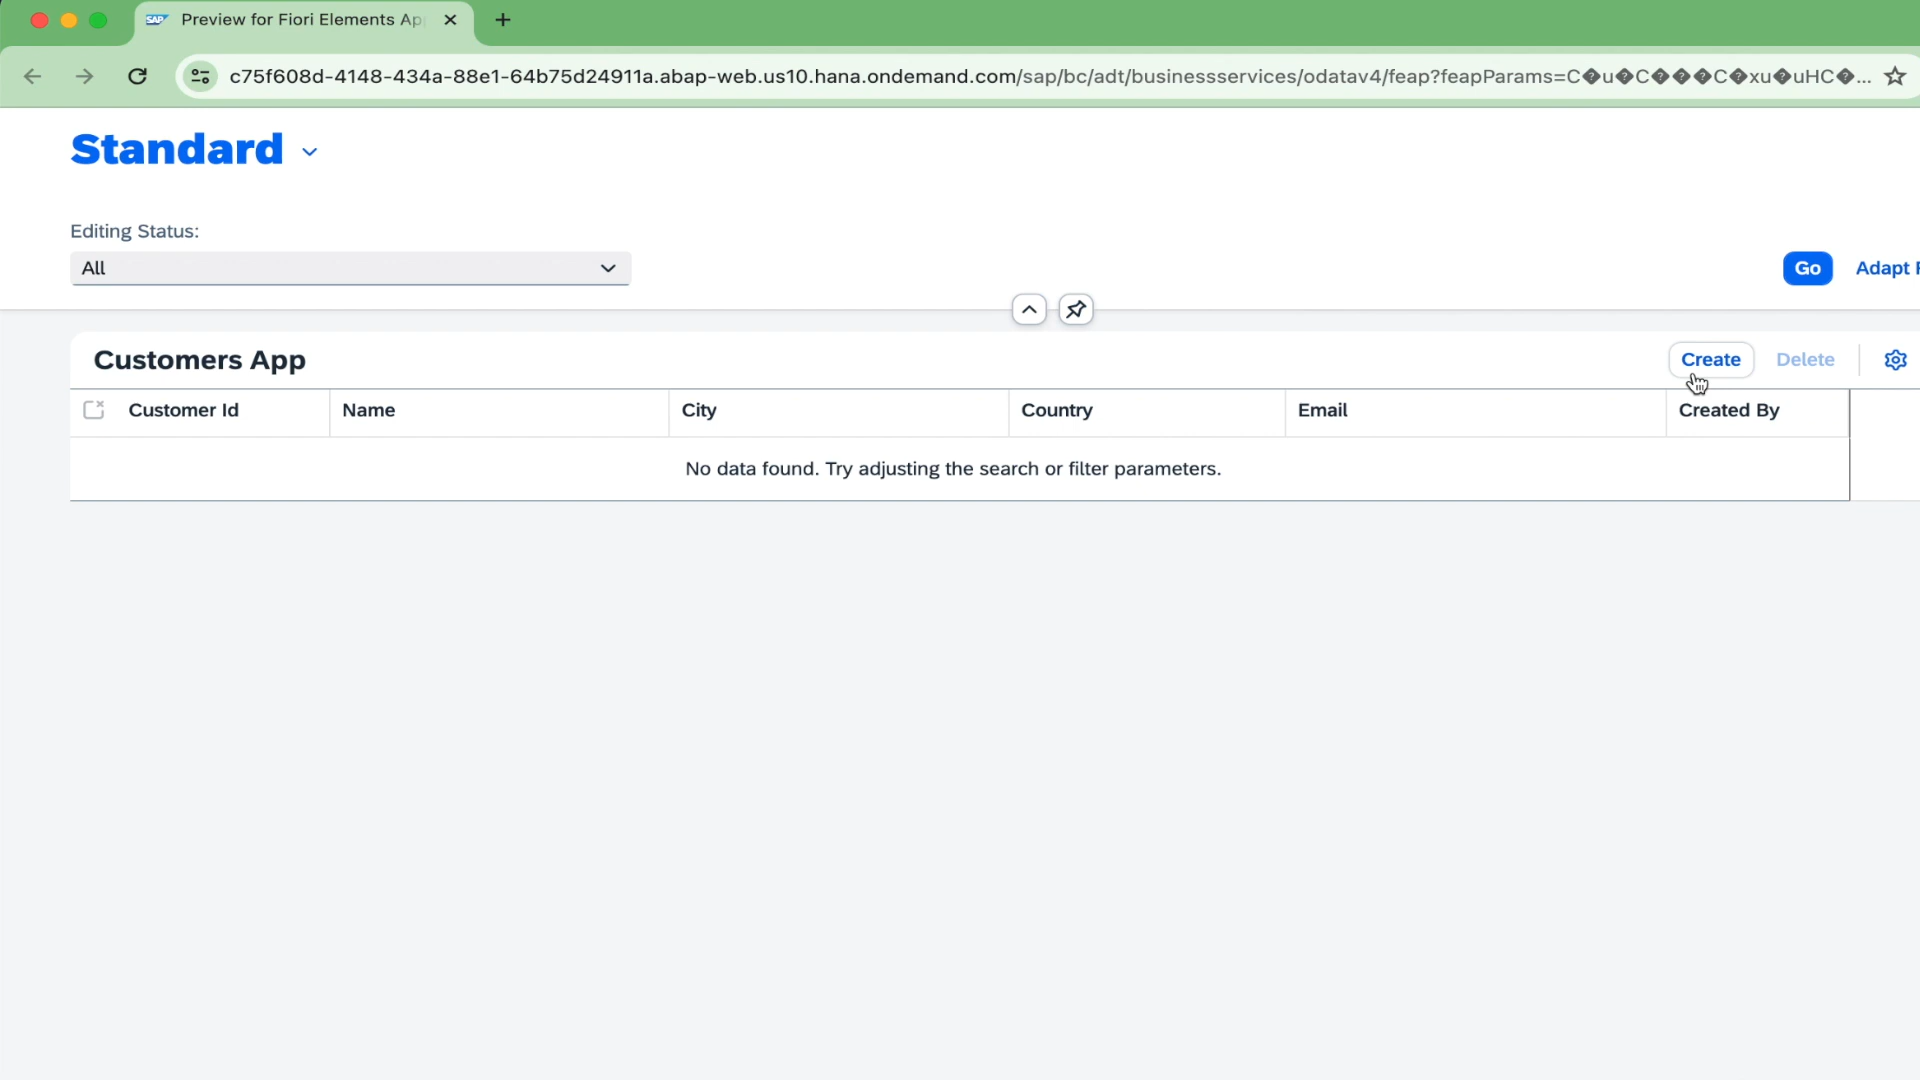 SAP Preview for Fiori Elements Ap
c75f608d-4148-434a-88e1-64b75d24911a.abap-web.us10.hana.ondemand.com/sap/bc/adt/businessservices/odatav4/feap?feapParams=C�u�C���C�xu�uHC�...
Standard
Editing Status:
All
Go Adapt F
Customers App
Create Delete
Customer Id Name City Country Email Created By
No data found. Try adjusting the search or filter parameters.